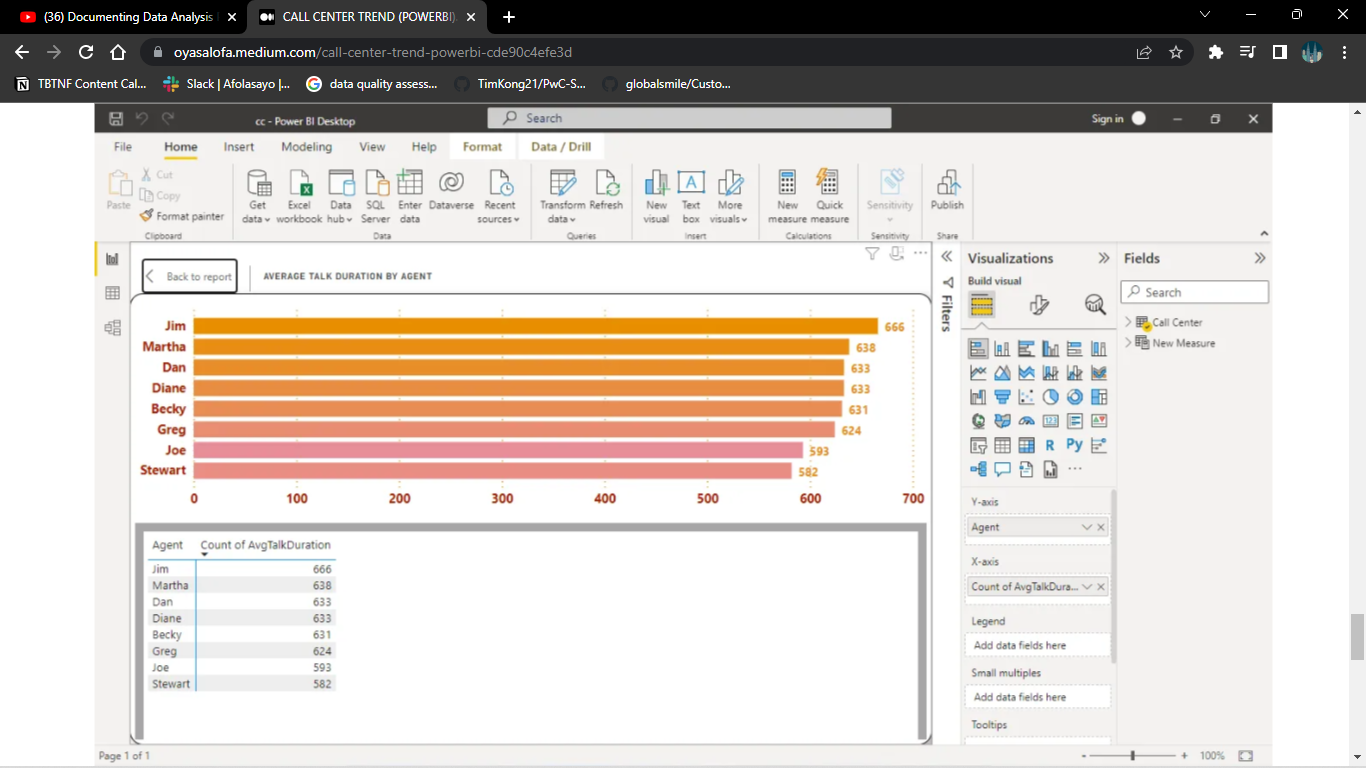 (36) Documenting Data Analysis
CALL CENTER TREND (POWERBI).
oyasalofa.medium.com/call-center-trend-powerbi-cde90c4efe3d
TBTNF Content Cal... Slack | Afolasayo |... data quality assess... TimKong21/PwC-S... globalsmile/Custo...
cc - Power BI Desktop
Search
Sign in
File Home Insert Modeling View Help Format Data / Drill
Paste
Cut
Copy
Format painter
Clipboard
Get data
Excel workbook
Data hub
SQL Server
Enter data
Dataverse
Recent sources
Data
Transform data
Refresh
Queries
New visual
Text box
More visuals
Insert
New measure
Quick measure
Calculations
Sensitivity
Sensitivity
Publish
Share
Back to report
AVERAGE TALK DURATION BY AGENT
Jim 666
Martha 638
Dan 633
Diane 633
Becky 631
Greg 624
Joe 593
Stewart 582
0 100 200 300 400 500 600 700
Agent Count of AvgTalkDuration
Jim 666
Martha 638
Dan 633
Diane 633
Becky 631
Greg 624
Joe 593
Stewart 582
Filters
Visualizations
Build visual
123
R
Py
Y-axis
Agent
X-axis
Count of AvgTalkDura...
Legend
Add data fields here
Small multiples
Add data fields here
Tooltips
Fields
Search
Call Center
New Measure
Page 1 of 1
100%